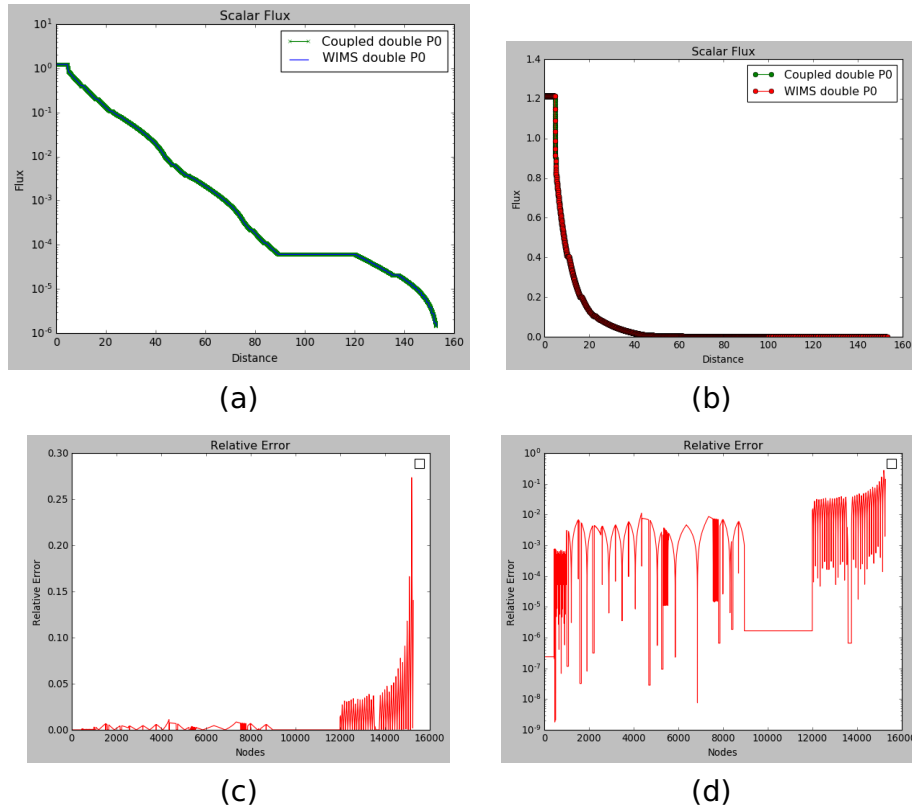 Scalar Flux
10^1
10^0
10^-1
10^-2
10^-3
10^-4
10^-5
10^-6
Flux
Coupled double P0
WIMS double P0
0 20 40 60 80 100 120 140 160
Distance
(a)
Scalar Flux
1.4
1.2
1.0
0.8
0.6
0.4
0.2
0.0
Flux
Coupled double P0
WIMS double P0
0 20 40 60 80 100 120 140 160
Distance
(b)
Relative Error
0.30
0.25
0.20
0.15
0.10
0.05
0.00
Relative Error
0 2000 4000 6000 8000 10000 12000 14000 16000
Nodes
(c)
Relative Error
10^0
10^-1
10^-2
10^-3
10^-4
10^-5
10^-6
10^-7
10^-8
10^-9
Relative Error
0 2000 4000 6000 8000 10000 12000 14000 16000
Nodes
(d)